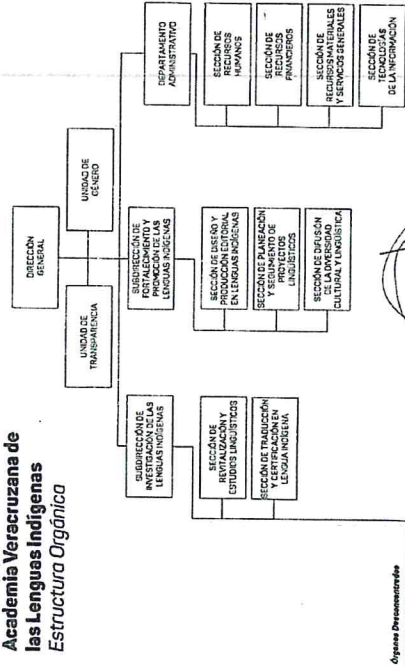 Academia Veracruzana de
las Lenguas Indígenas
Estructura Orgánica
DIRECCIÓN
GENERAL
UNIDAD DE
TRANSPARENCIA
UNIDAD DE
GÉNERO
SUBDIRECCIÓN DE
INVESTIGACIÓN DE LAS
LENGUAS INDÍGENAS
SECCIÓN DE
REVITALIZACIÓN Y
ESTUDIOS LINGUÍSTICOS
SECCIÓN DE TRADUCCIÓN
Y CERTIFICACIÓN EN
LENGUA INDÍGENA
SUBDIRECCIÓN DE
FORTALECIMIENTO Y
PROMOCIÓN DE LAS
LENGUAS INDÍGENAS
SECCIÓN DE DISEÑO Y
PRODUCCIÓN EDITORIAL
EN LENGUAS INDÍGENAS
SECCIÓN DE PLANEACIÓN
Y SEGUIMIENTO DE
PROYECTOS
LINGUÍSTICOS
SECCIÓN DE DIFUSIÓN
DE LA DIVERSIDAD
CULTURAL Y LINGUÍSTICA
DEPARTAMENTO
ADMINISTRATIVO
SECCIÓN DE
RECURSOS
HUMANOS
SECCIÓN DE
RECURSOS
FINANCIEROS
SECCIÓN DE
RECURSOS MATERIALES
Y SERVICIOS GENERALES
SECCIÓN DE
TECNOLOGÍAS
DE LA INFORMACIÓN
Órganos Desconcentrados